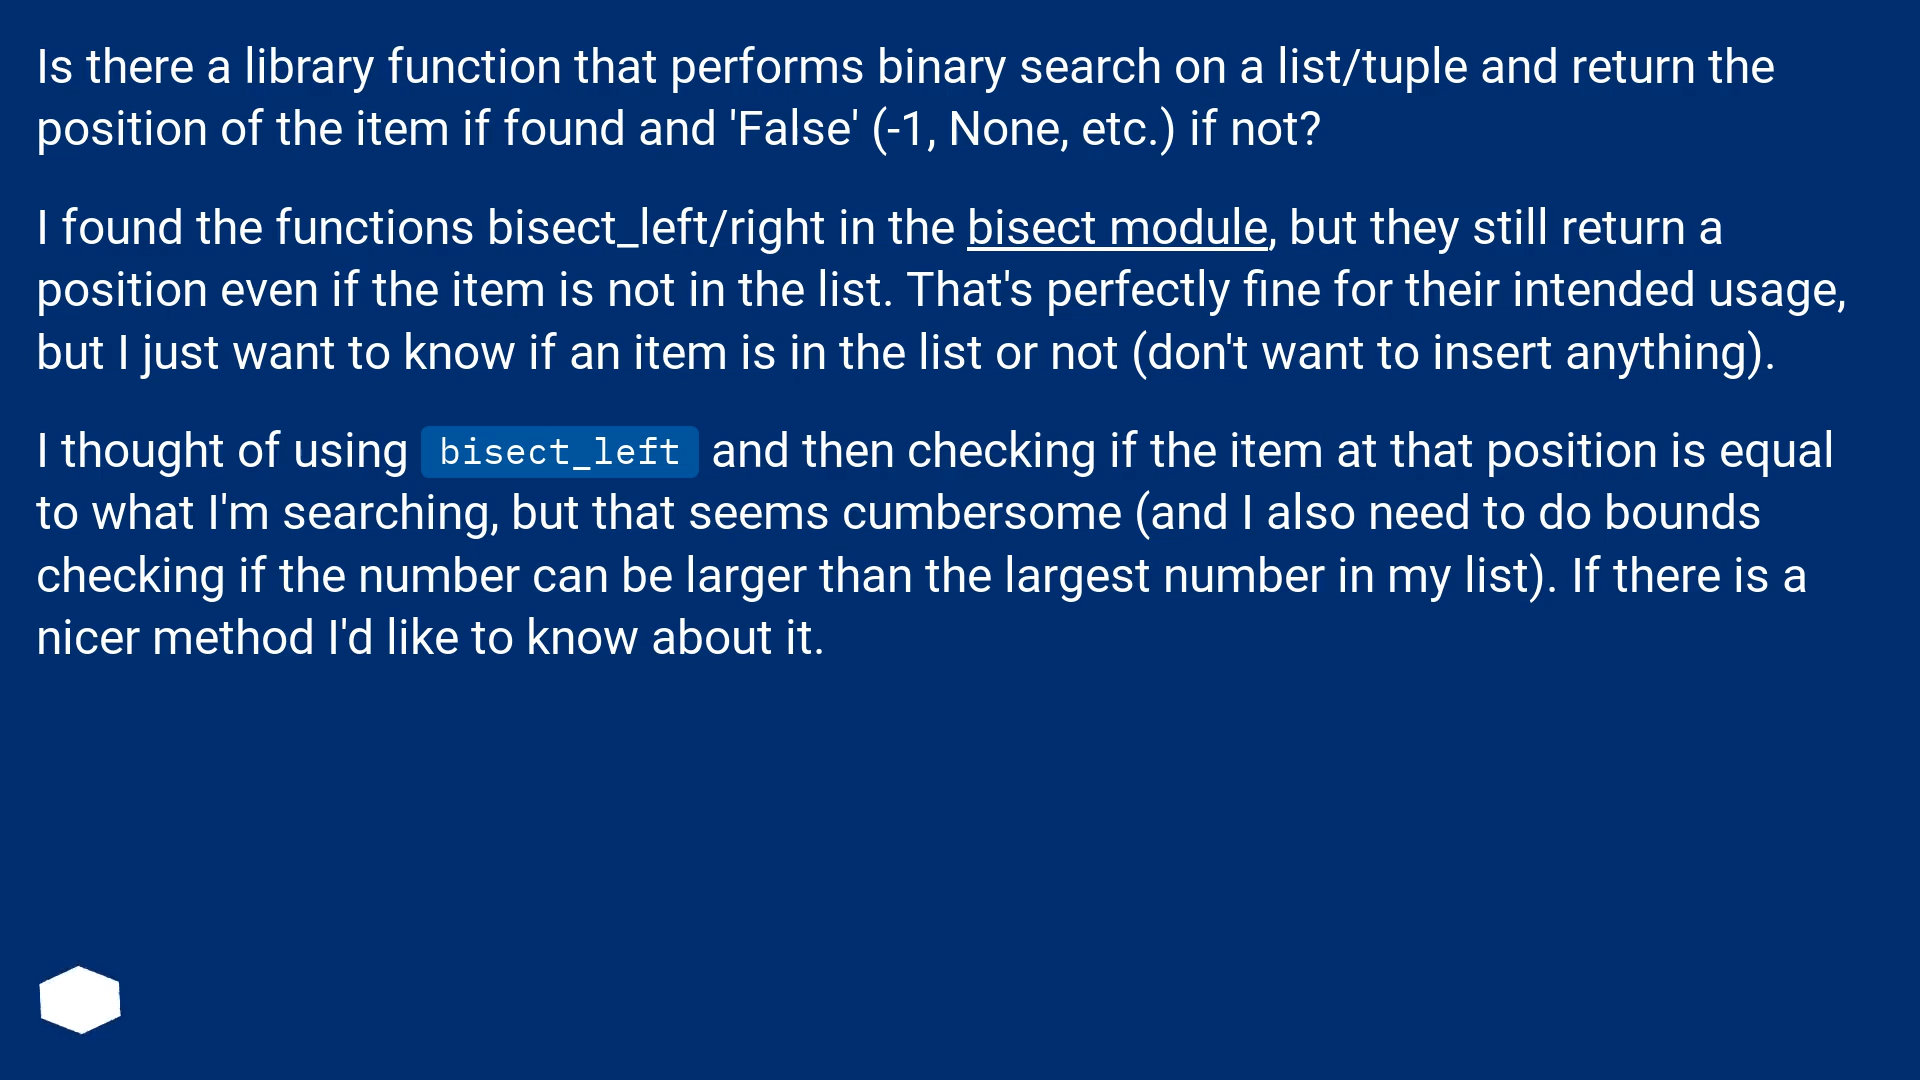 Is there a library function that performs binary search on a list/tuple and return the
position of the item if found and 'False' (-1, None, etc.) if not?
I found the functions bisect_left/right in the bisect module, but they still return a
position even if the item is not in the list. That's perfectly fine for their intended usage,
but I just want to know if an item is in the list or not (don't want to insert anything).
I thought of using bisect_left and then checking if the item at that position is equal
to what I'm searching, but that seems cumbersome (and I also need to do bounds
checking if the number can be larger than the largest number in my list). If there is a
nicer method I'd like to know about it.